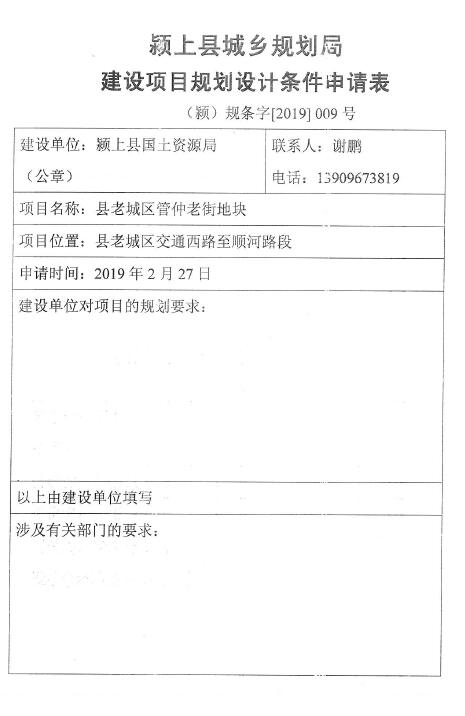 颍上县城乡规划局
建设项目规划设计条件申请表
（颍）规条字[2019] 009 号
建设单位：颍上县国土资源局
（公章）
联系人：谢鹏
电话：13909673819
项目名称：县老城区管仲老街地块
项目位置：县老城区交通西路至顺河路段
申请时间：2019 年 2 月 27 日
建设单位对项目的规划要求：
以上由建设单位填写
涉及有关部门的要求：